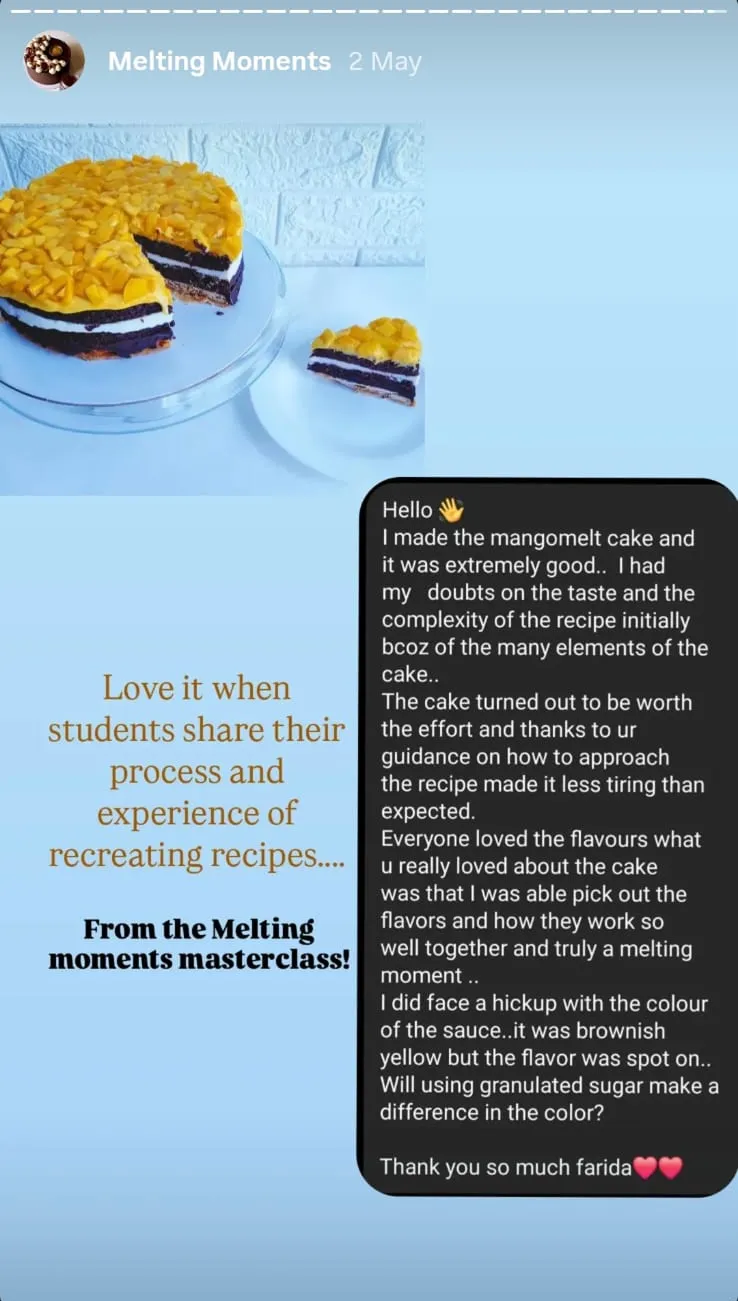 Melting Moments 2 May
Hello 👋
I made the mangomelt cake and
it was extremely good..  I had
my   doubts on the taste and the
complexity of the recipe initially
bcoz of the many elements of the
cake..
The cake turned out to be worth
the effort and thanks to ur
guidance on how to approach
the recipe made it less tiring than
expected.
Everyone loved the flavours what
u really loved about the cake
was that I was able pick out the
flavors and how they work so
well together and truly a melting
moment ..
I did face a hickup with the colour
of the sauce..it was brownish
yellow but the flavor was spot on..
Will using granulated sugar make a
difference in the color?
Thank you so much farida❤️❤️
Love it when
students share their
process and
experience of
recreating recipes....
From the Melting
moments masterclass!